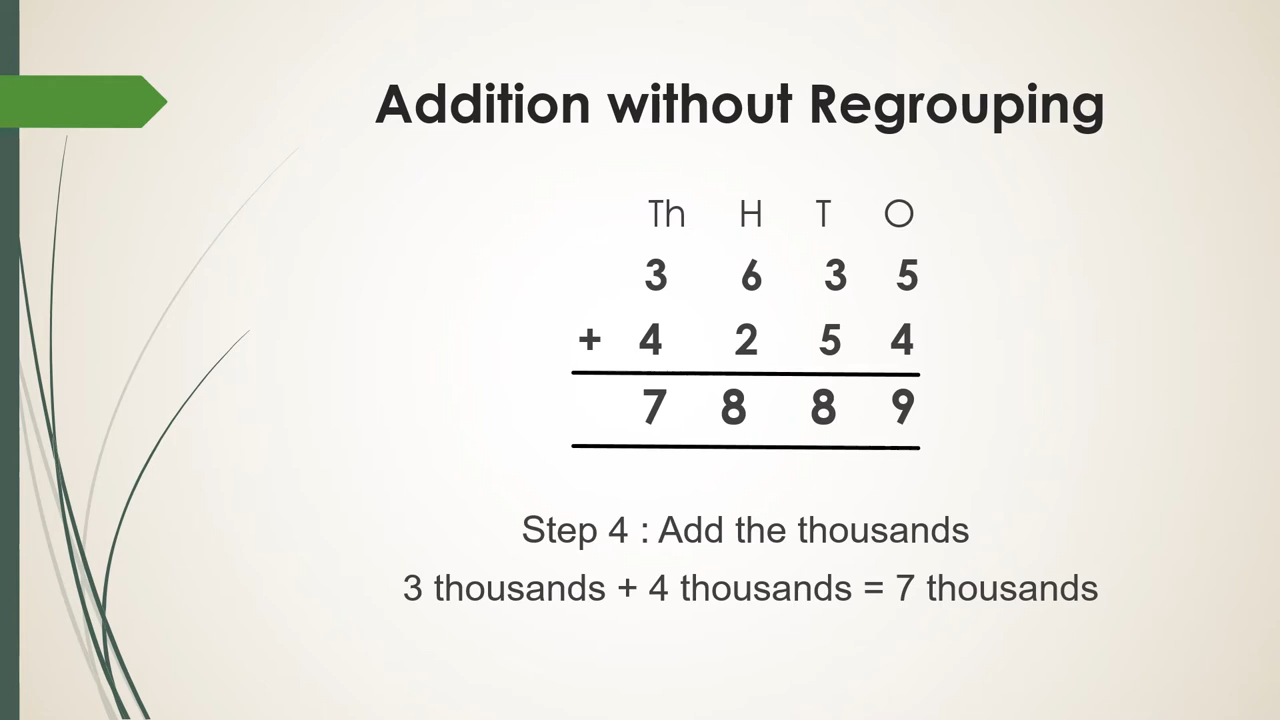 Addition without Regrouping
Th H T O
3 6 3 5
+ 4 2 5 4
7 8 8 9
Step 4 : Add the thousands
3 thousands + 4 thousands = 7 thousands